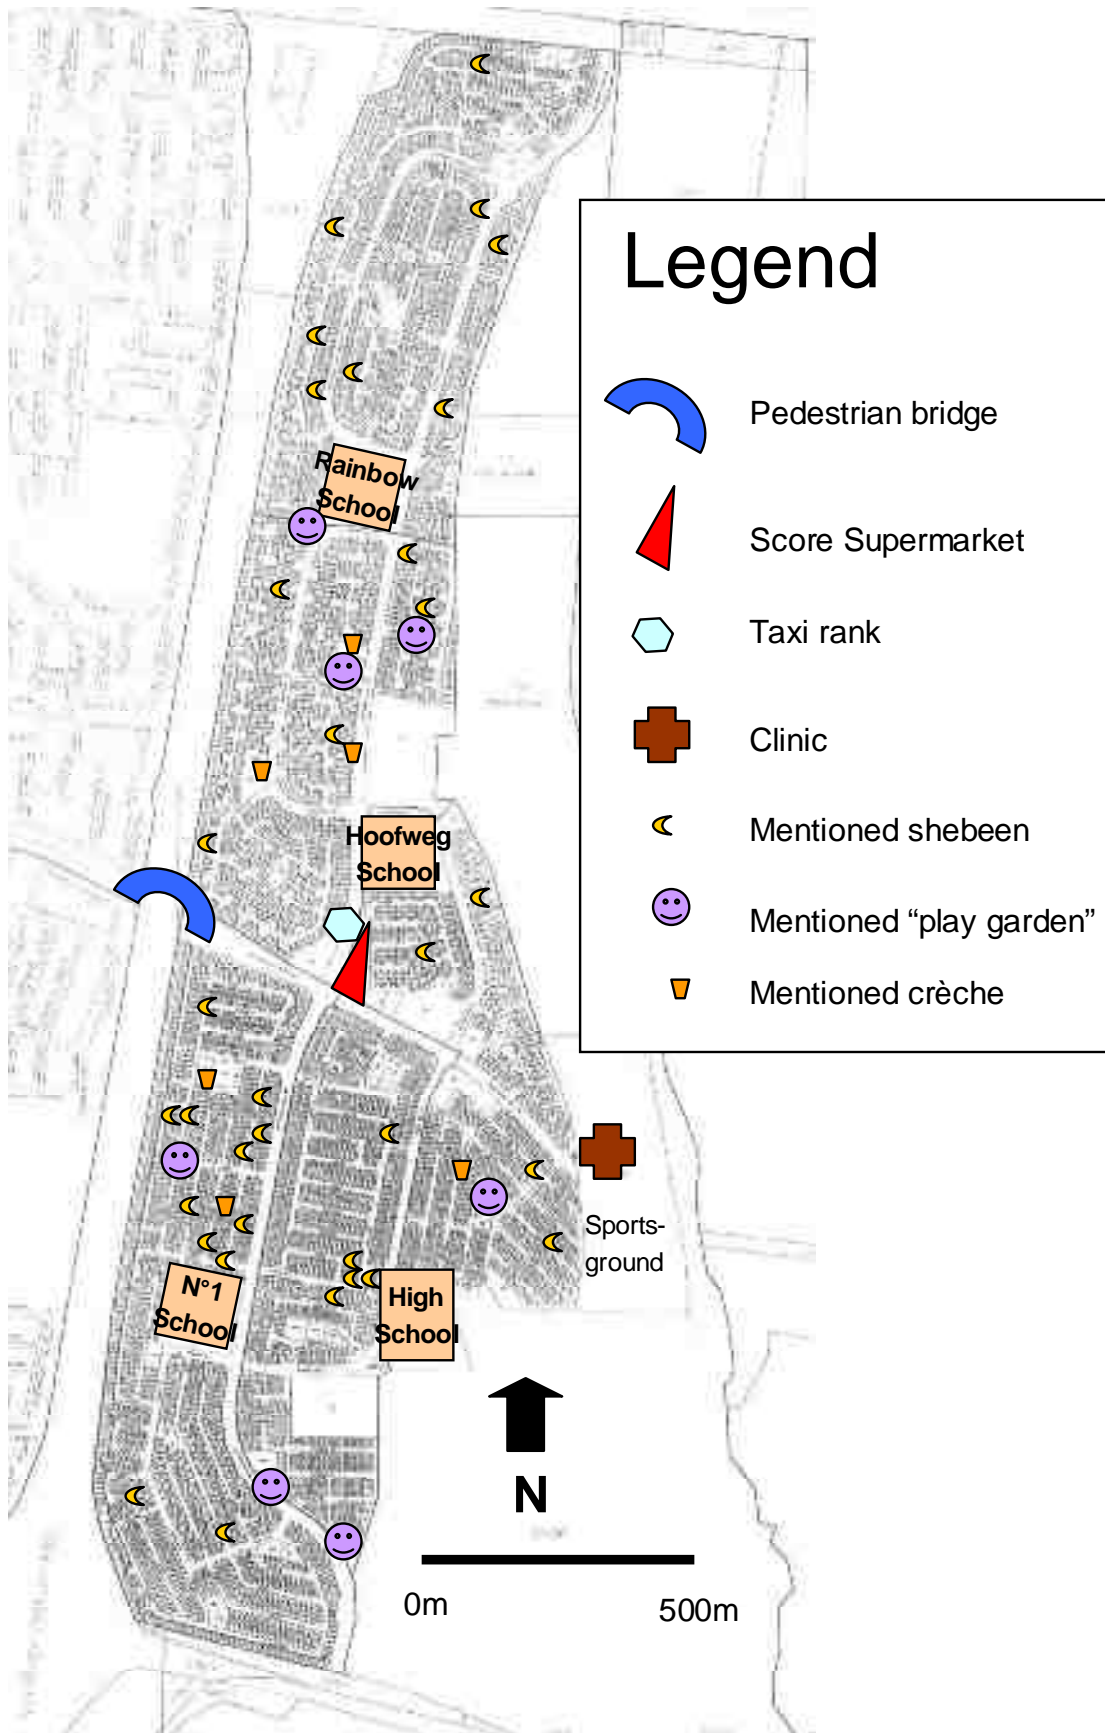 Legend
Pedestrian bridge
Score Supermarket
Taxi rank
Clinic
Mentioned shebeen
Mentioned “play garden”
Mentioned crèche
Rainbow
School
Hoofweg
School
Sports-
ground
N°1
School
High
School
N
0m
500m